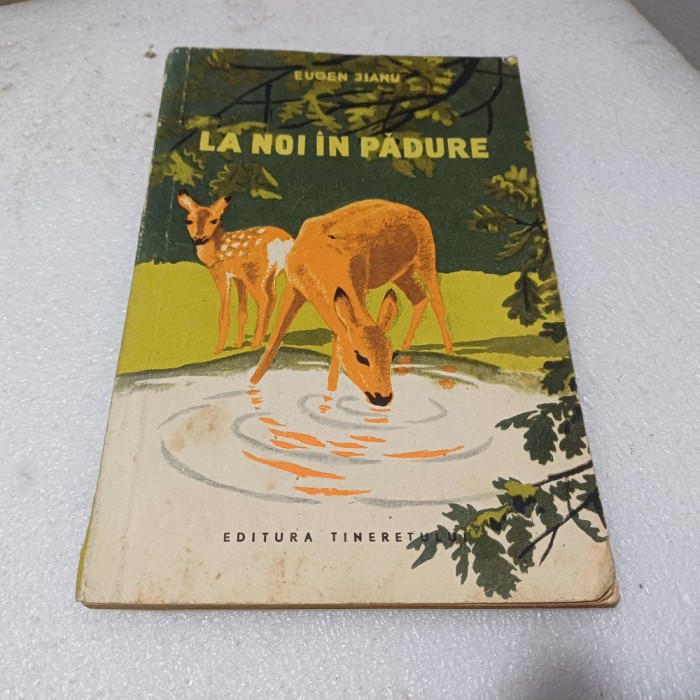 EUGEN JIANU
LA NOI ÎN PĂDURE
EDITURA TINERETULUI